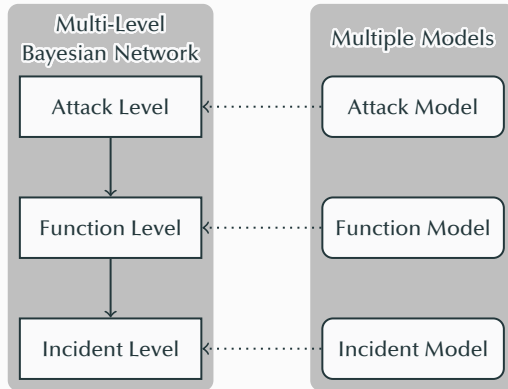 Multi-Level
Bayesian Network
Multiple Models
Attack Level
Attack Model
Function Level
Function Model
Incident Level
Incident Model